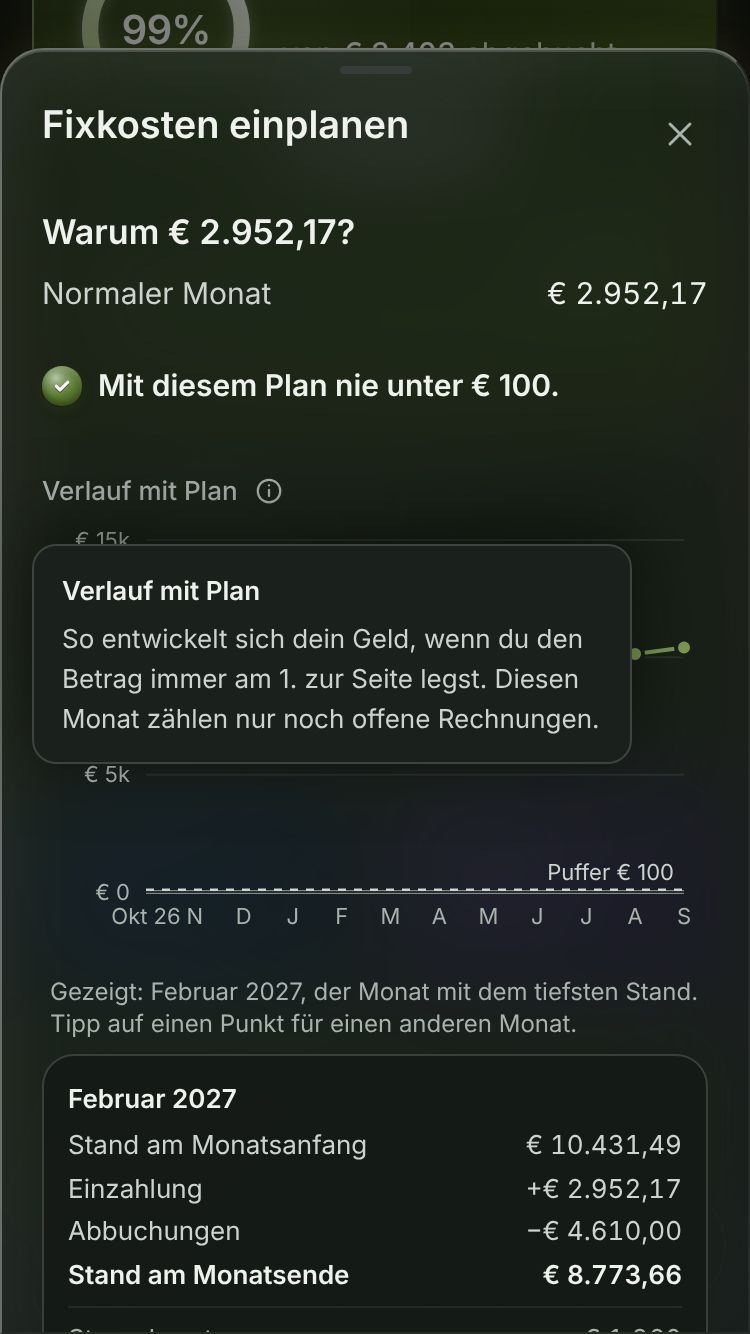 99%
Fixkosten einplanen
Warum € 2.952,17?
Normaler Monat € 2.952,17
Mit diesem Plan nie unter € 100.
Verlauf mit Plan
€ 15k
Verlauf mit Plan
So entwickelt sich dein Geld, wenn du den
Betrag immer am 1. zur Seite legst. Diesen
Monat zählen nur noch offene Rechnungen.
€ 5k
Puffer € 100
€ 0
Okt 26 N D J F M A M J J A S
Gezeigt: Februar 2027, der Monat mit dem tiefsten Stand.
Tipp auf einen Punkt für einen anderen Monat.
Februar 2027
Stand am Monatsanfang € 10.431,49
Einzahlung +€ 2.952,17
Abbuchungen −€ 4.610,00
Stand am Monatsende € 8.773,66